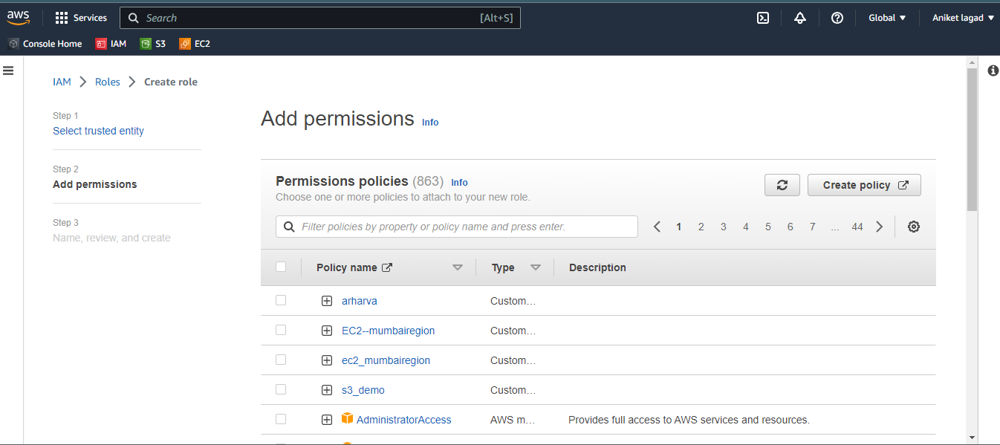 aws Services Search [Alt+S] Global Aniket lagad
Console Home IAM S3 EC2
IAM Roles Create role
Step 1
Select trusted entity
Step 2
Add permissions
Step 3
Name, review, and create
Add permissions Info
Permissions policies (863) Info
Choose one or more policies to attach to your new role.
Create policy
Filter policies by property or policy name and press enter.
1 2 3 4 5 6 7 ... 44
Policy name Type Description
arharva Custom...
EC2--mumbairegion Custom...
ec2_mumbairegion Custom...
s3_demo Custom...
AdministratorAccess AWS m... Provides full access to AWS services and resources.